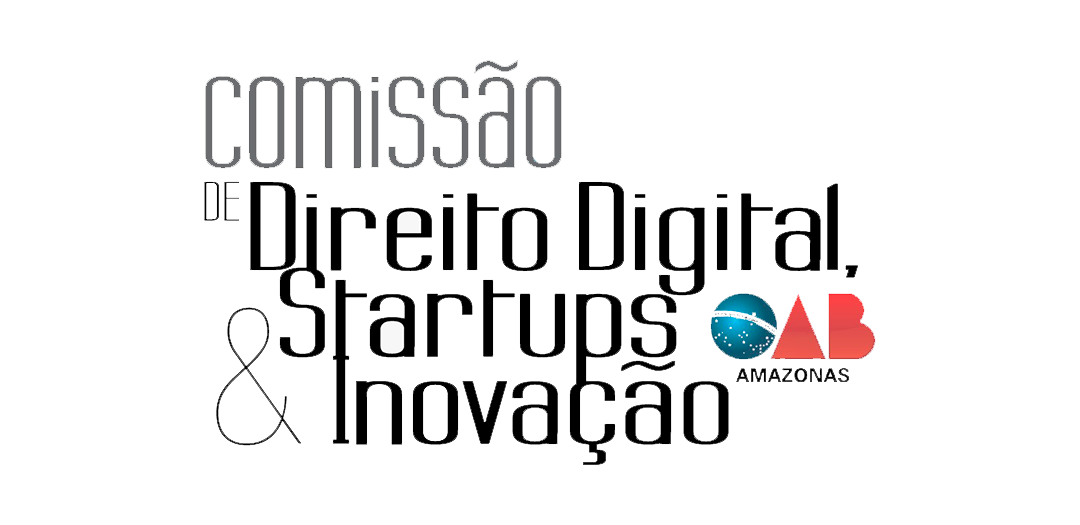 comissão
DE Direito Digital,
Startups
& Inovação
OAB
AMAZONAS